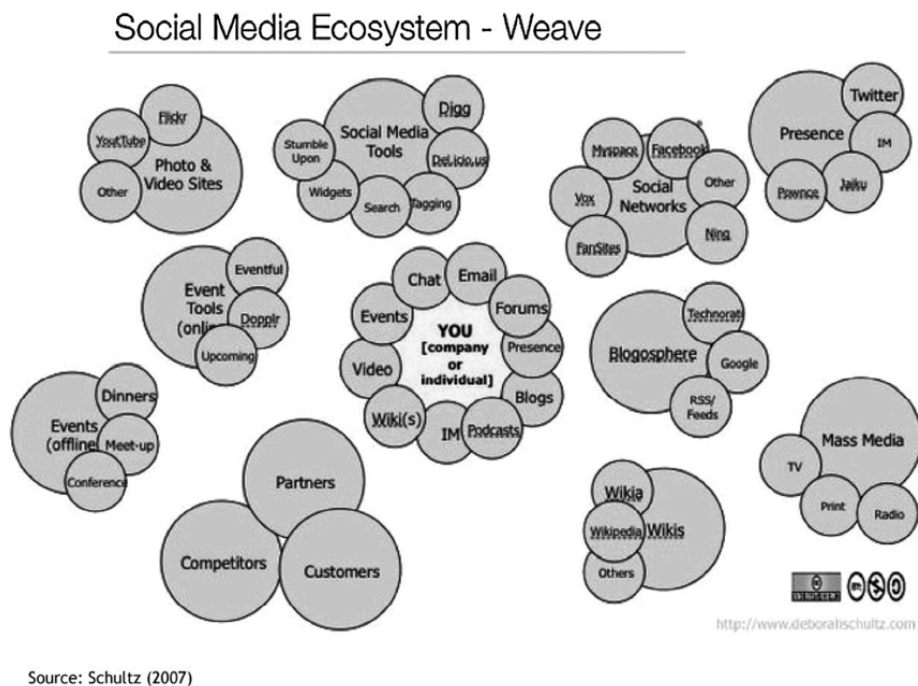 Social Media Ecosystem - Weave
Flickr
YoutTube
Photo &
Video Sites
Other
Digg
Social Media
Tools
Stumble
Upon
Del.icio.us
Widgets
Search
Tagging
Myspace
Facebook
Social
Networks
Other
Vox
FanSites
Ning
Twitter
Presence
IM
Pownce
Jaiku
Eventful
Event
Tools
(online
Dopplr
Upcoming
Chat
Email
Events
Forums
YOU
[company
or
individual]
Presence
Video
Blogs
Wiki(s)
IM
Podcasts
Technorati
Blogosphere
Google
RSS/
Feeds
Dinners
Events
(offline
Meet-up
Conference
Mass Media
TV
Print
Radio
Partners
Competitors
Customers
Wikia
Wikipedia
Wikis
Others
http://www.deborahschultz.com
Source: Schultz (2007)